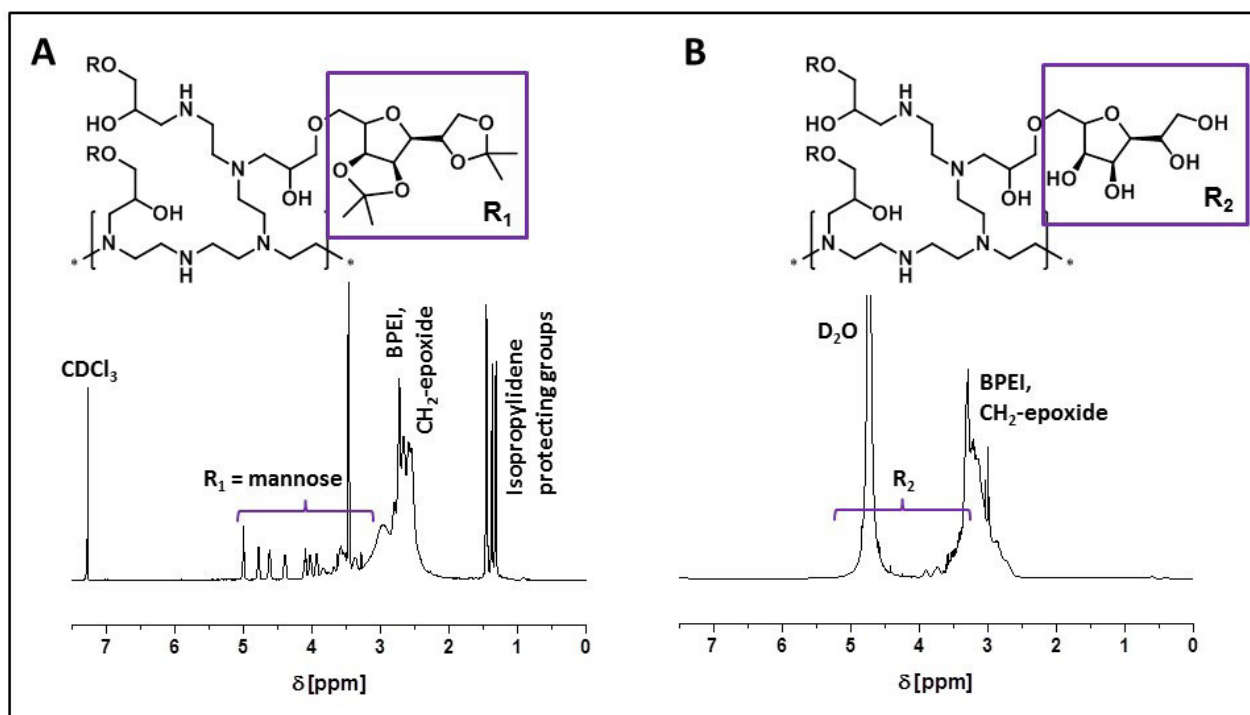 A
RO
HO
H
N
O
O
O
RO
N
OH
O
O
O
R1
OH
N
N
H
N
*
*
CDCl3
R1 = mannose
BPEI,
CH2-epoxide
Isopropylidene
protecting groups
7 6 5 4 3 2 1 0
δ [ppm]
B
RO
HO
H
N
O
O
OH
RO
N
OH
HO
OH
OH
R2
OH
N
N
H
N
*
*
D2O
BPEI,
CH2-epoxide
R2
7 6 5 4 3 2 1 0
δ [ppm]